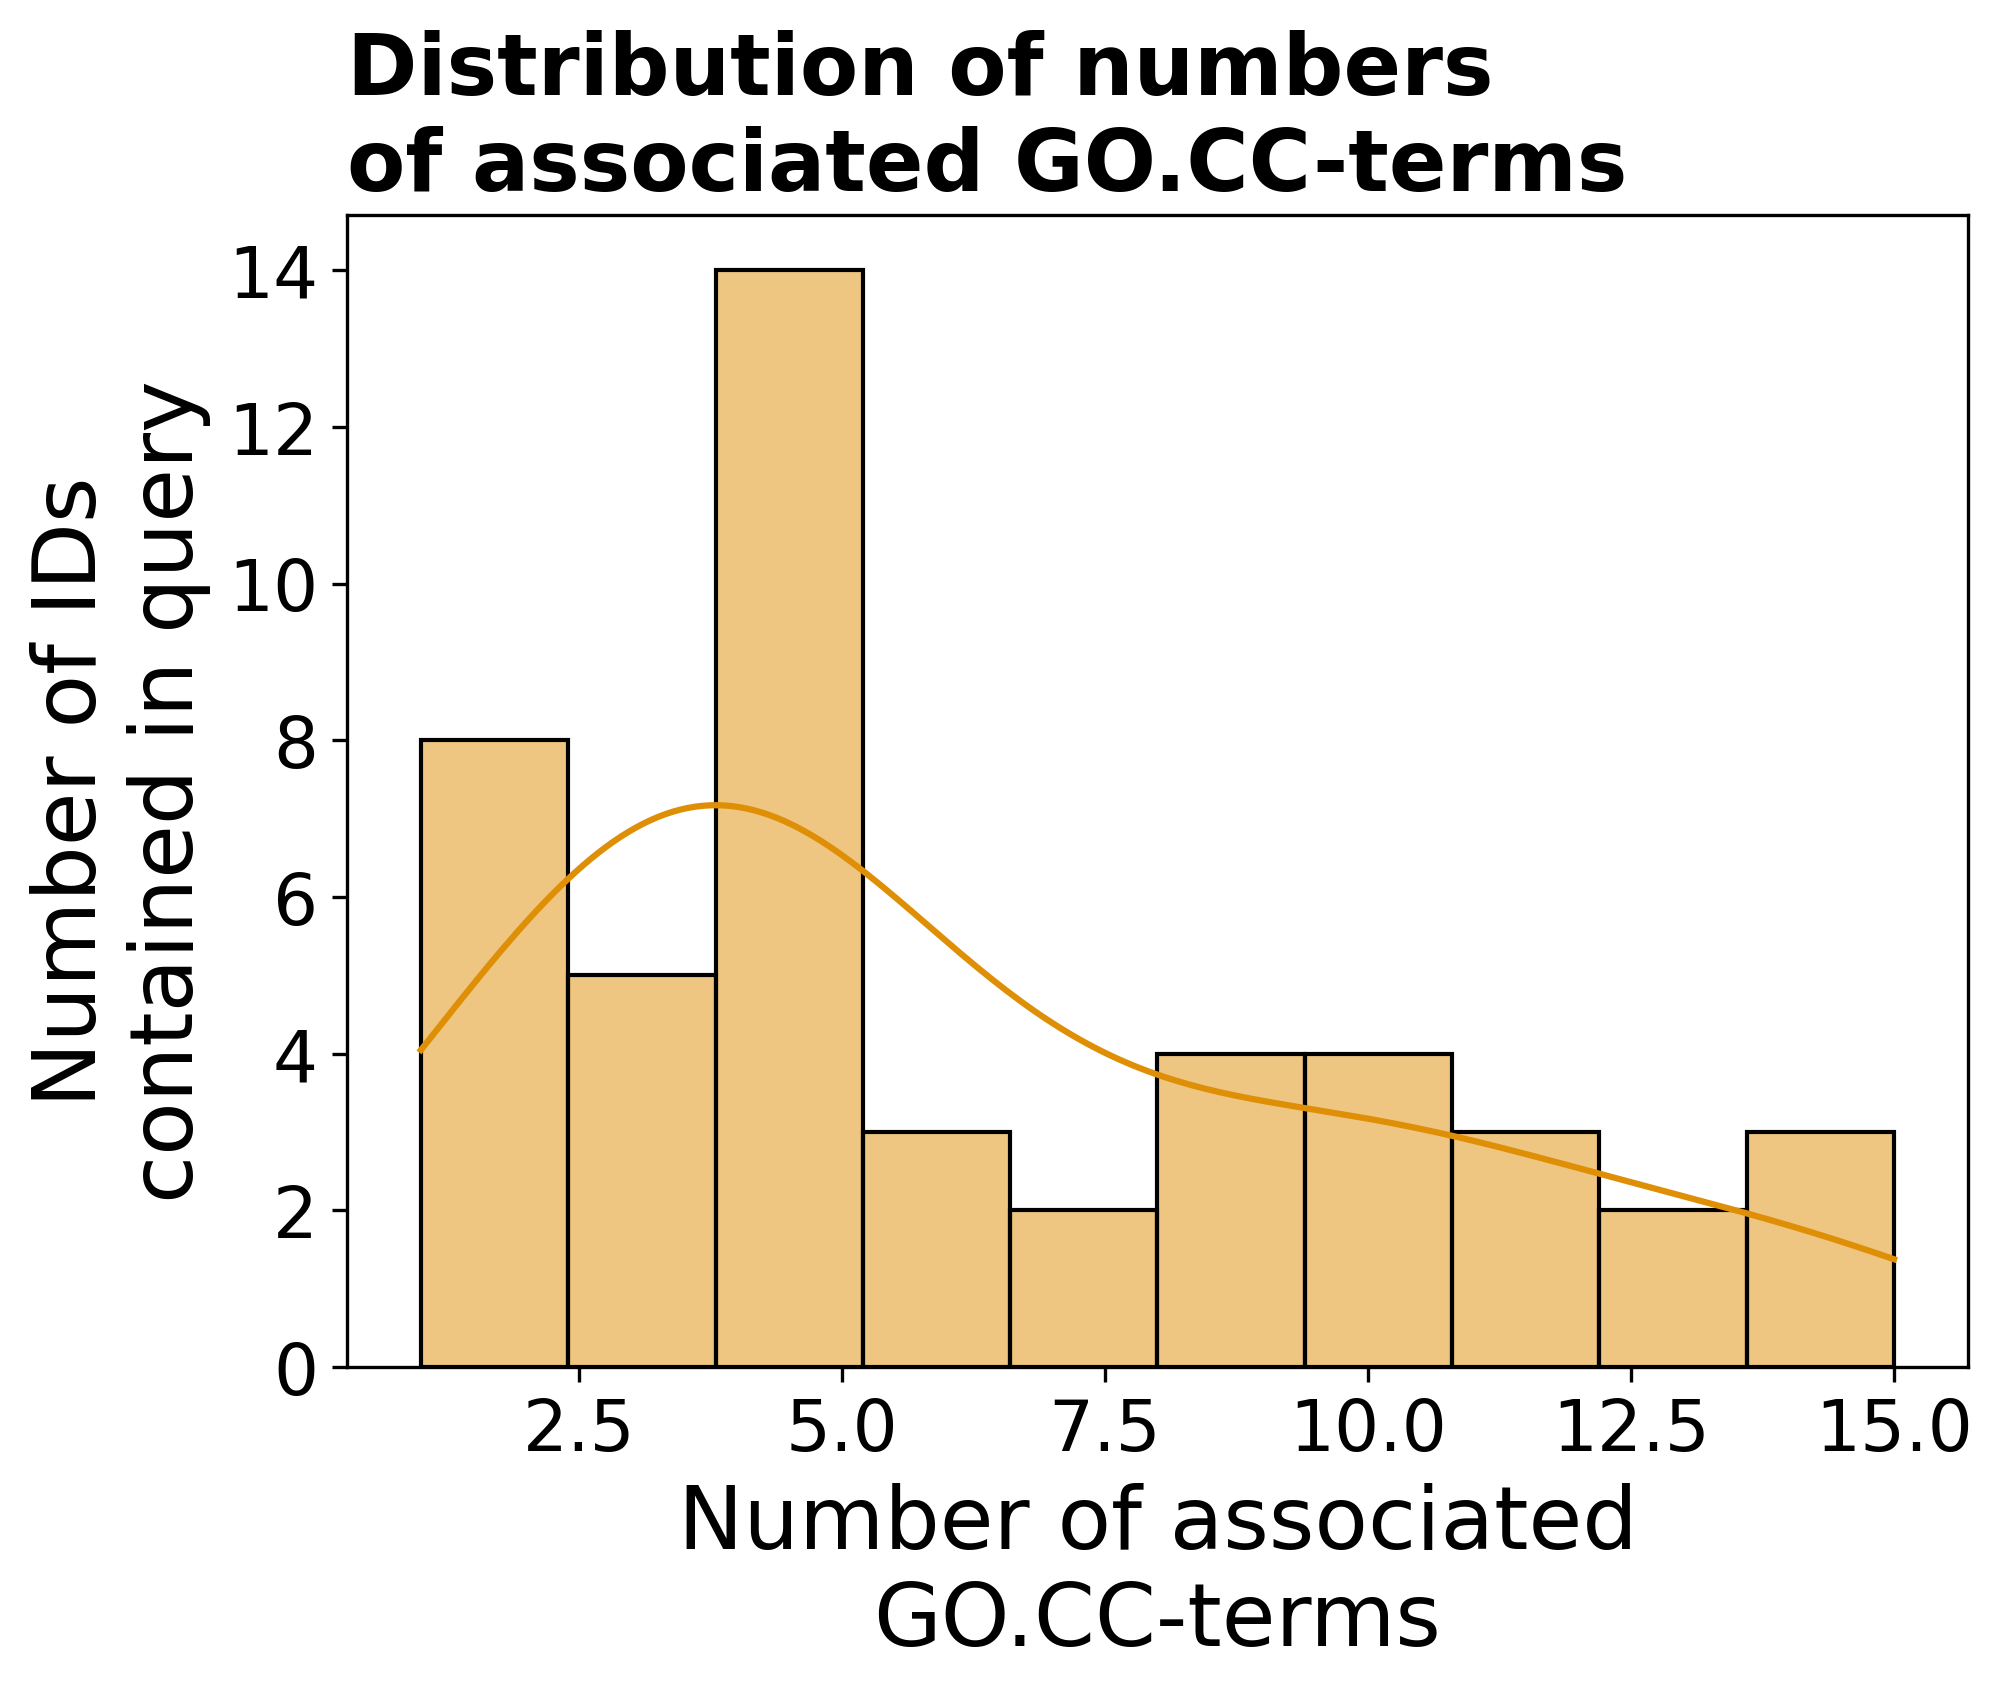 Distribution of numbers
of associated GO.CC-terms
Number of IDs
contained in query
14
12
10
8
6
4
2
0
2.5 5.0 7.5 10.0 12.5 15.0
Number of associated
GO.CC-terms